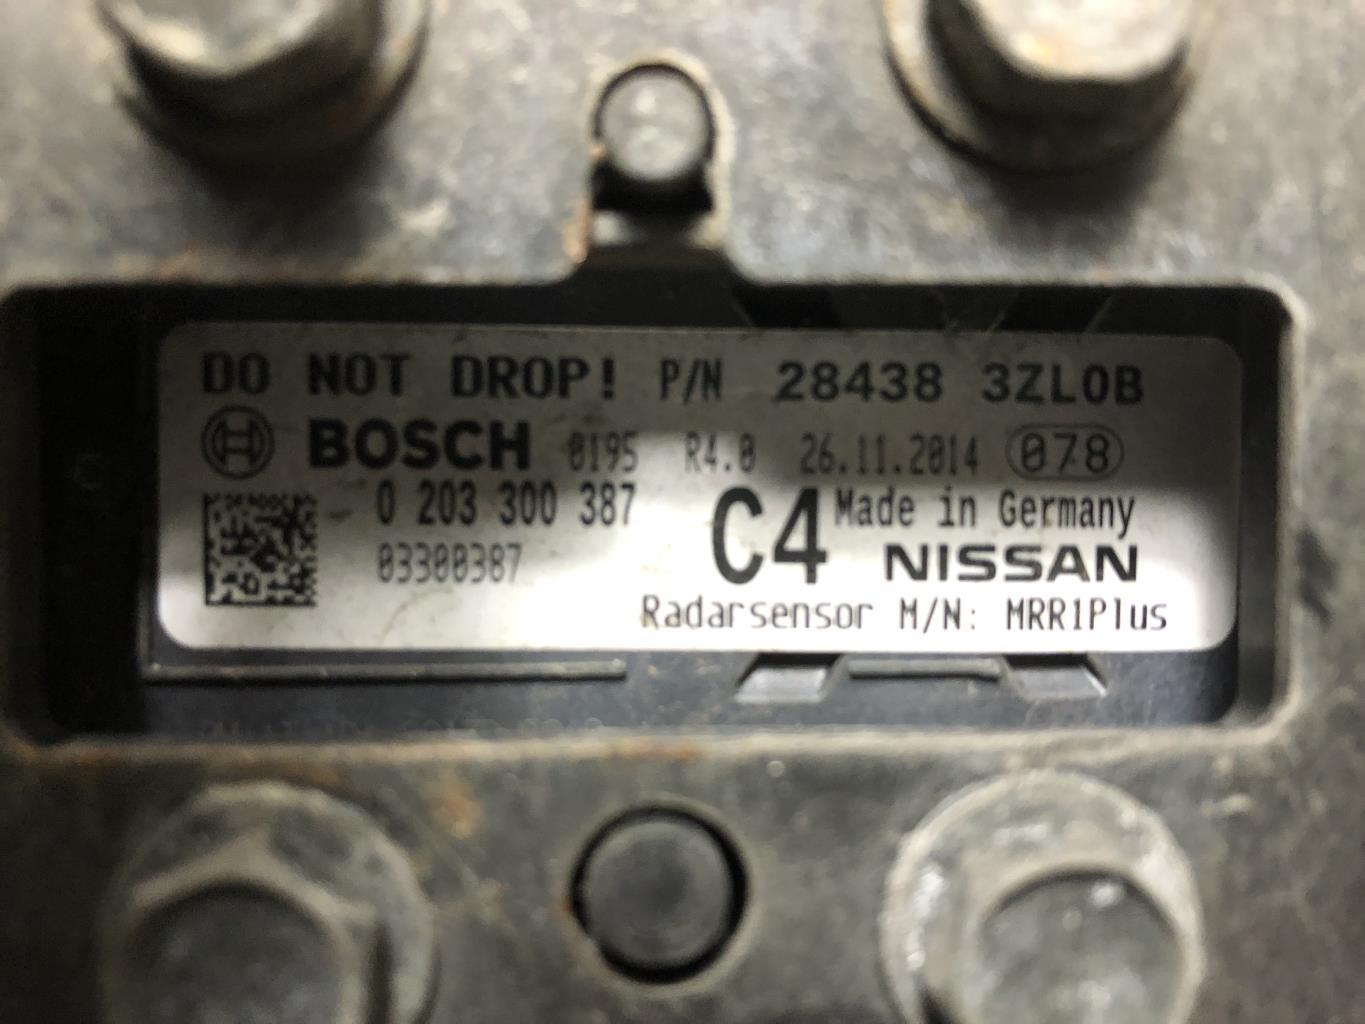 DO NOT DROP! P/N 28438 3ZL0B
BOSCH 0195 R4.0 26.11.2014 078
0 203 300 387 C4 Made in Germany
03300387 NISSAN
Radarsensor M/N: MRR1Plus